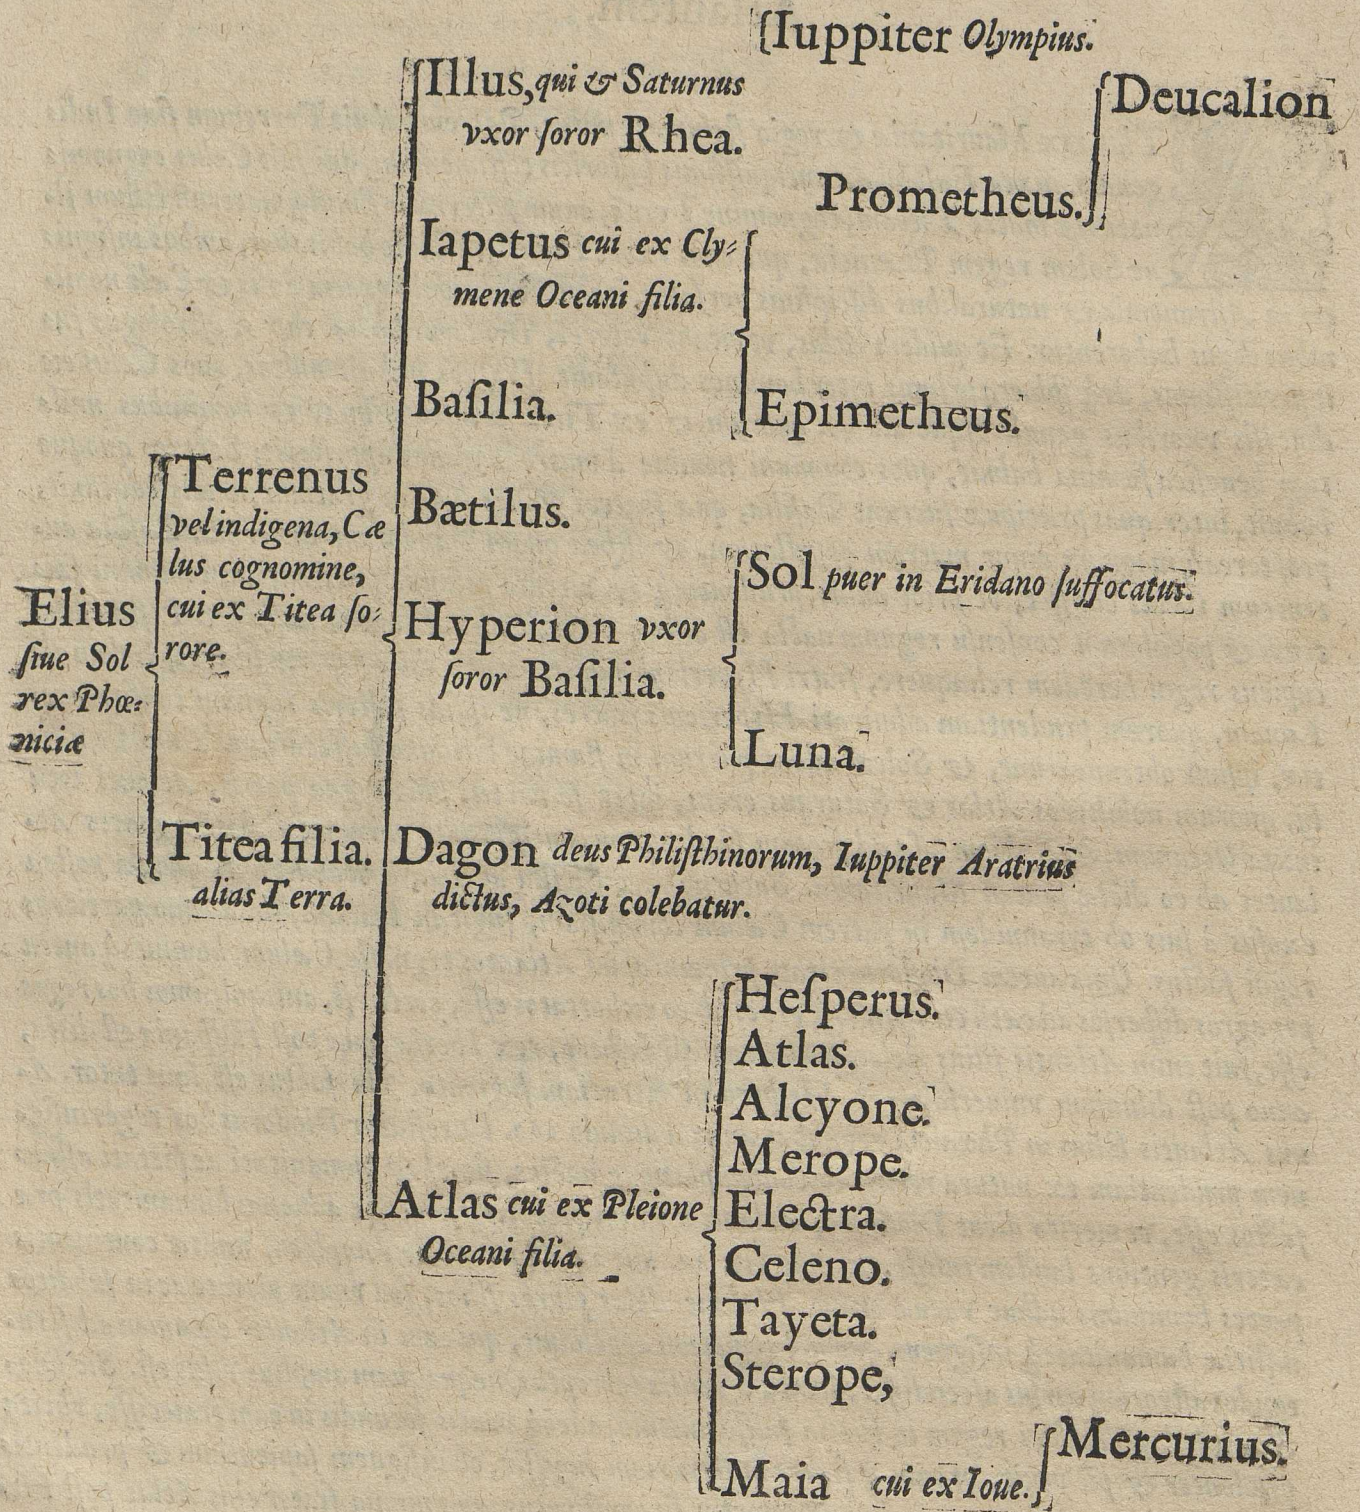 Iuppiter Olympius.
Illus, qui & Saturnus
vxor ſoror Rhea.
Deucalion
Prometheus.
Iapetus cui ex Cly-
mene Oceani filia.
Baſilia.
Epimetheus.
Terrenus
vel indigena, Cæ
lus cognomine,
cui ex Titea ſo-
rore.
Bætilus.
Elius
ſiue Sol
rex Phœ-
niciæ
Hyperion vxor
ſoror Baſilia.
Sol puer in Eridano ſuffocatus.
Luna.
Titea filia.
alias Terra.
Dagon deus Philiſthinorum, Iuppiter Aratrius
dictus, Azoti colebatur.
Heſperus.
Atlas.
Alcyone.
Merope.
Atlas cui ex Pleione
Oceani filia.
Electra.
Celeno.
Tayeta.
Sterope,
Maia cui ex Ioue.
Mercurius.